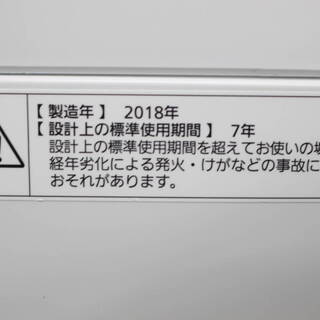 【 製造年 】 2018年
【 設計上の標準使用期間 】 7年
設計上の標準使用期間を超えてお使いの場
経年劣化による発火・けがなどの事故に
おそれがあります。